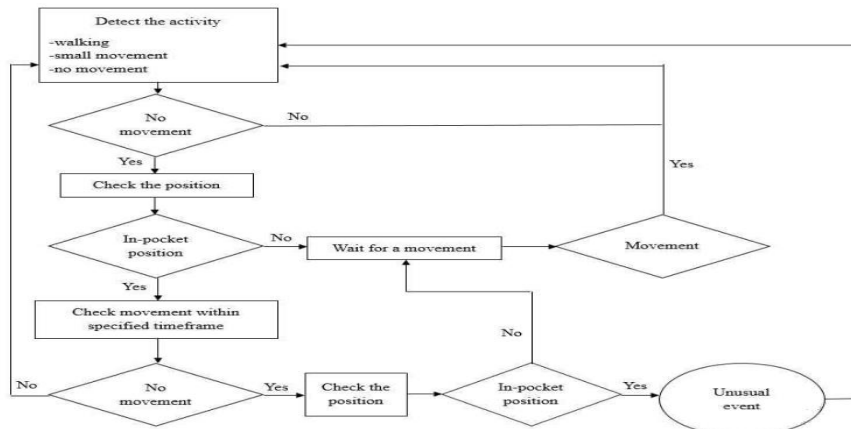 Detect the activity
-walking
-small movement
-no movement
No
movement
No
Yes
Check the position
Yes
In-pocket
position
No
Wait for a movement
Movement
Yes
Check movement within
specified timeframe
No
No
No
movement
Yes
Check the
position
In-pocket
position
Yes
Unusual
event